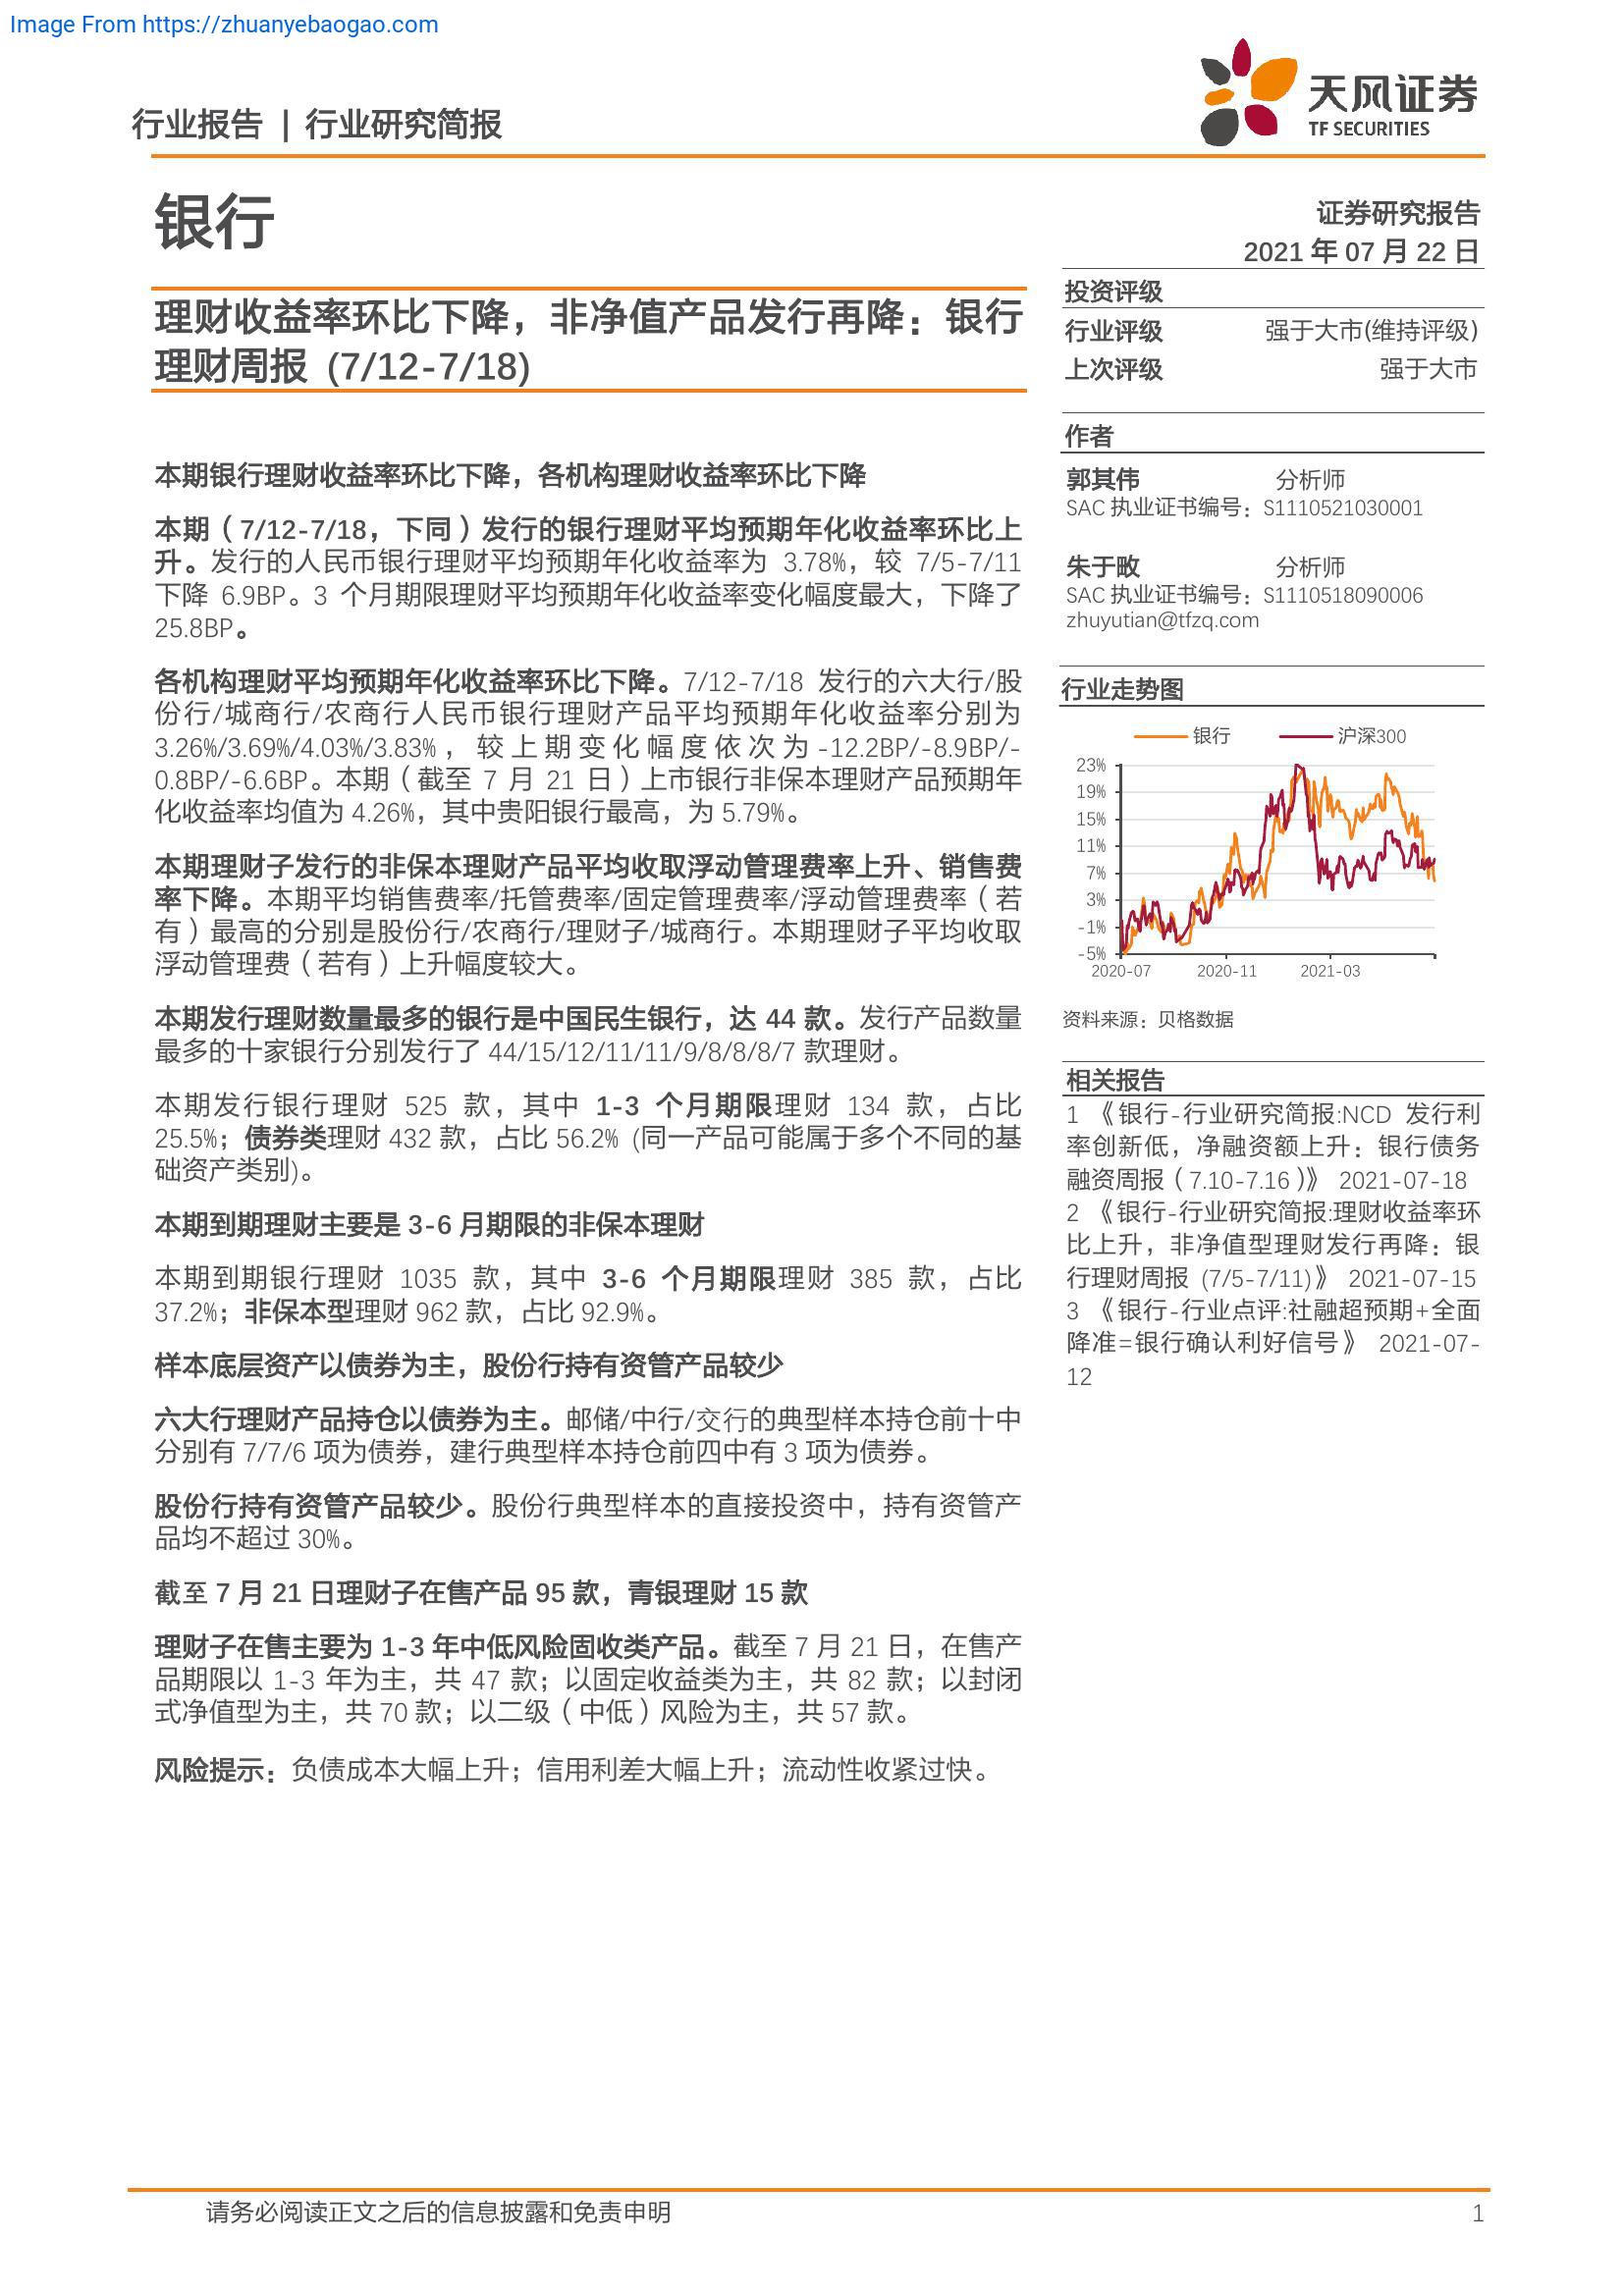 Image From https://zhuanyebaogao.com
行业报告 | 行业研究简报
天风证券
TF SECURITIES
银行
证券研究报告
2021 年 07 月 22 日
理财收益率环比下降，非净值产品发行再降：银行
理财周报 (7/12-7/18)
投资评级
行业评级 强于大市(维持评级)
上次评级 强于大市
作者
郭其伟 分析师
SAC 执业证书编号：S1110521030001
朱于畋 分析师
SAC 执业证书编号：S1110518090006
zhuyutian@tfzq.com
行业走势图
银行 沪深300
23%
19%
15%
11%
7%
3%
-1%
-5%
2020-07 2020-11 2021-03
资料来源：贝格数据
相关报告
1 《银行-行业研究简报:NCD 发行利
率创新低，净融资额上升：银行债务
融资周报（7.10-7.16）》 2021-07-18
2 《银行-行业研究简报:理财收益率环
比上升，非净值型理财发行再降：银
行理财周报 (7/5-7/11)》 2021-07-15
3 《银行-行业点评:社融超预期+全面
降准=银行确认利好信号》 2021-07-
12
本期银行理财收益率环比下降，各机构理财收益率环比下降
本期（7/12-7/18，下同）发行的银行理财平均预期年化收益率环比上
升。发行的人民币银行理财平均预期年化收益率为 3.78%，较 7/5-7/11
下降 6.9BP。3 个月期限理财平均预期年化收益率变化幅度最大，下降了
25.8BP。
各机构理财平均预期年化收益率环比下降。7/12-7/18 发行的六大行/股
份行/城商行/农商行人民币银行理财产品平均预期年化收益率分别为
3.26%/3.69%/4.03%/3.83%，较上期变化幅度依次为-12.2BP/-8.9BP/-
0.8BP/-6.6BP。本期（截至 7 月 21 日）上市银行非保本理财产品预期年
化收益率均值为 4.26%，其中贵阳银行最高，为 5.79%。
本期理财子发行的非保本理财产品平均收取浮动管理费率上升、销售费
率下降。本期平均销售费率/托管费率/固定管理费率/浮动管理费率（若
有）最高的分别是股份行/农商行/理财子/城商行。本期理财子平均收取
浮动管理费（若有）上升幅度较大。
本期发行理财数量最多的银行是中国民生银行，达 44 款。发行产品数量
最多的十家银行分别发行了 44/15/12/11/11/9/8/8/8/7 款理财。
本期发行银行理财 525 款，其中 1-3 个月期限理财 134 款，占比
25.5%；债券类理财 432 款，占比 56.2% (同一产品可能属于多个不同的基
础资产类别)。
本期到期理财主要是 3-6 月期限的非保本理财
本期到期银行理财 1035 款，其中 3-6 个月期限理财 385 款，占比
37.2%；非保本型理财 962 款，占比 92.9%。
样本底层资产以债券为主，股份行持有资管产品较少
六大行理财产品持仓以债券为主。邮储/中行/交行的典型样本持仓前十中
分别有 7/7/6 项为债券，建行典型样本持仓前四中有 3 项为债券。
股份行持有资管产品较少。股份行典型样本的直接投资中，持有资管产
品均不超过 30%。
截至 7 月 21 日理财子在售产品 95 款，青银理财 15 款
理财子在售主要为 1-3 年中低风险固收类产品。截至 7 月 21 日，在售产
品期限以 1-3 年为主，共 47 款；以固定收益类为主，共 82 款；以封闭
式净值型为主，共 70 款；以二级（中低）风险为主，共 57 款。
风险提示：负债成本大幅上升；信用利差大幅上升；流动性收紧过快。
请务必阅读正文之后的信息披露和免责申明 1